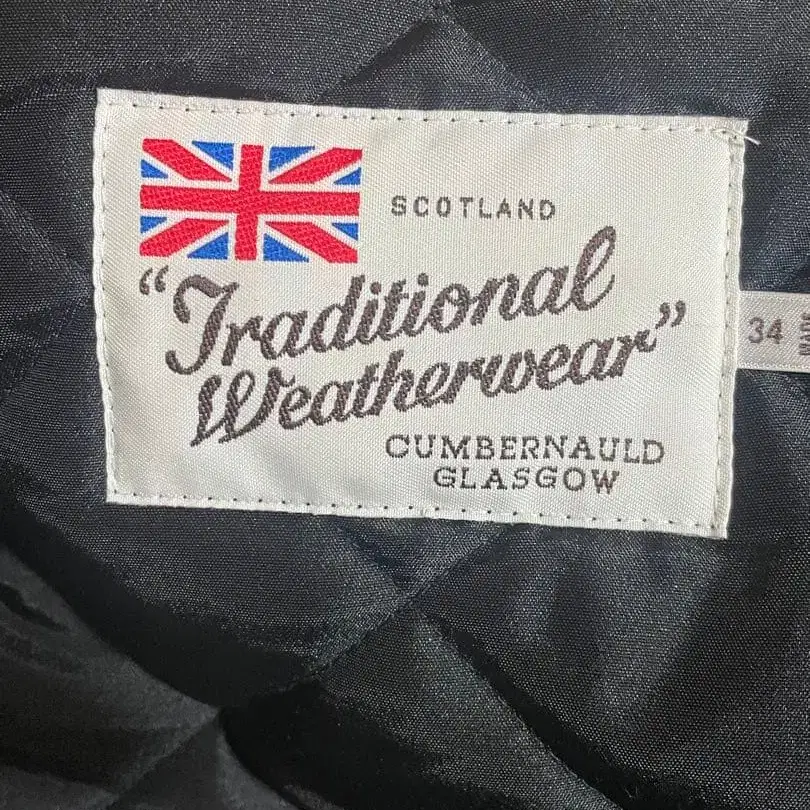 SCOTLAND
"Traditional
Weatherwear"
CUMBERNAULD
GLASGOW
34